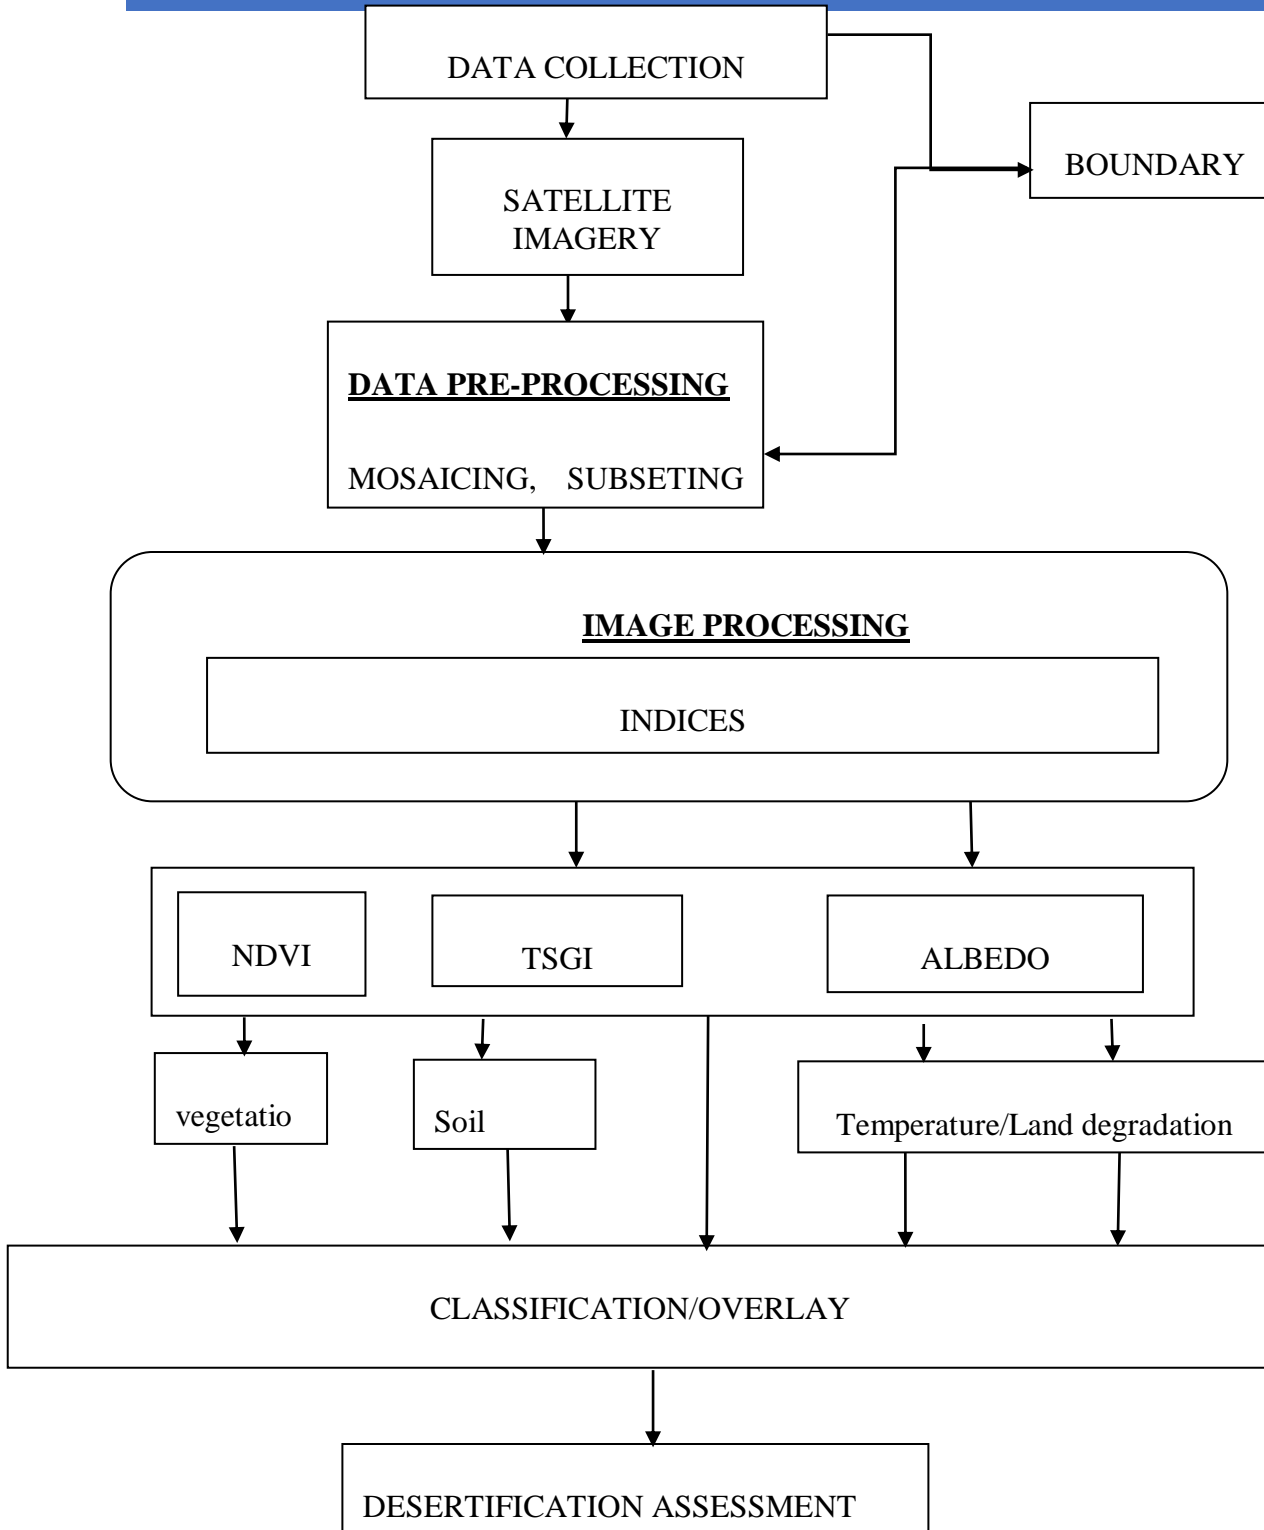 DATA COLLECTION
BOUNDARY
SATELLITE
IMAGERY
DATA PRE-PROCESSING
MOSAICING, SUBSETING
IMAGE PROCESSING
INDICES
NDVI
TSGI
ALBEDO
vegetatio
Soil
Temperature/Land degradation
CLASSIFICATION/OVERLAY
DESERTIFICATION ASSESSMENT